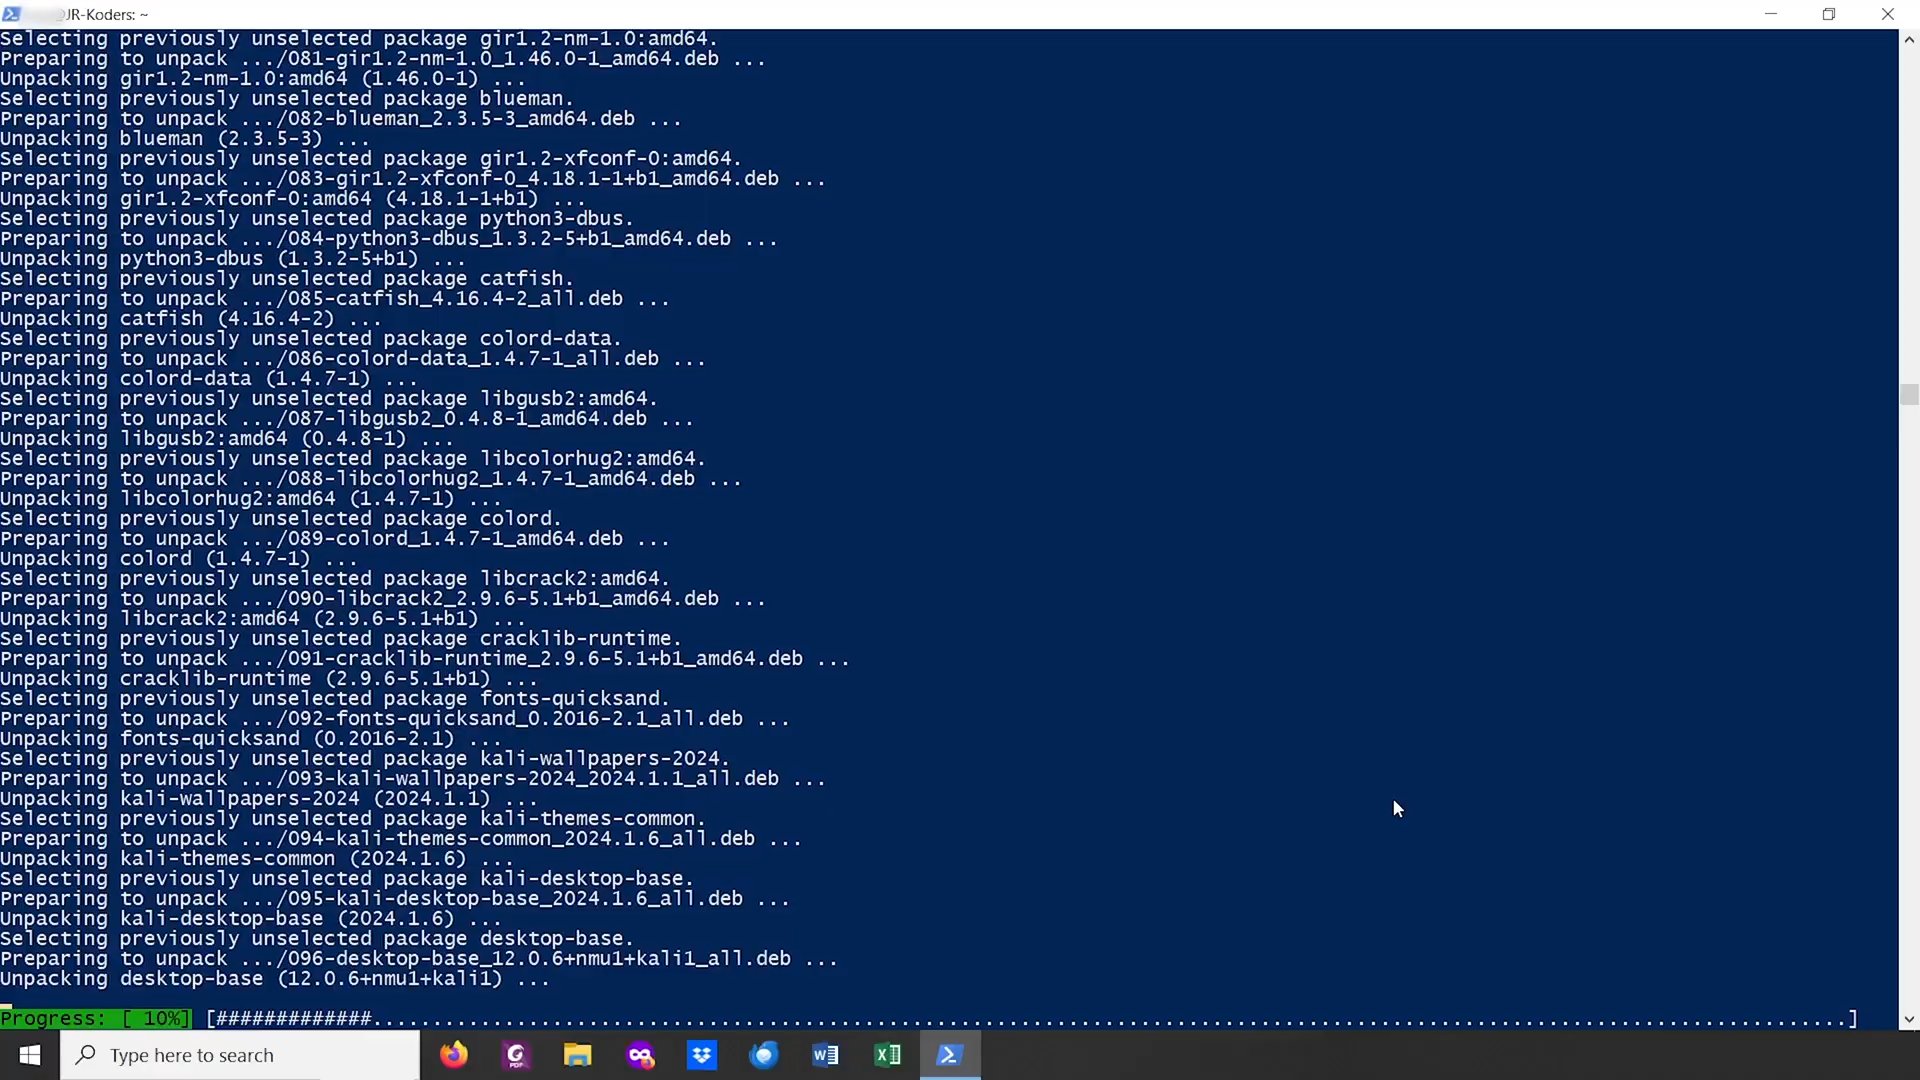 @JR-Koders: ~
Selecting previously unselected package gir1.2-nm-1.0:amd64.
Preparing to unpack .../081-gir1.2-nm-1.0_1.46.0-1_amd64.deb ...
Unpacking gir1.2-nm-1.0:amd64 (1.46.0-1) ...
Selecting previously unselected package blueman.
Preparing to unpack .../082-blueman_2.3.5-3_amd64.deb ...
Unpacking blueman (2.3.5-3) ...
Selecting previously unselected package gir1.2-xfconf-0:amd64.
Preparing to unpack .../083-gir1.2-xfconf-0_4.18.1-1+b1_amd64.deb ...
Unpacking gir1.2-xfconf-0:amd64 (4.18.1-1+b1) ...
Selecting previously unselected package python3-dbus.
Preparing to unpack .../084-python3-dbus_1.3.2-5+b1_amd64.deb ...
Unpacking python3-dbus (1.3.2-5+b1) ...
Selecting previously unselected package catfish.
Preparing to unpack .../085-catfish_4.16.4-2_all.deb ...
Unpacking catfish (4.16.4-2) ...
Selecting previously unselected package colord-data.
Preparing to unpack .../086-colord-data_1.4.7-1_all.deb ...
Unpacking colord-data (1.4.7-1) ...
Selecting previously unselected package libgusb2:amd64.
Preparing to unpack .../087-libgusb2_0.4.8-1_amd64.deb ...
Unpacking libgusb2:amd64 (0.4.8-1) ...
Selecting previously unselected package libcolorhug2:amd64.
Preparing to unpack .../088-libcolorhug2_1.4.7-1_amd64.deb ...
Unpacking libcolorhug2:amd64 (1.4.7-1) ...
Selecting previously unselected package colord.
Preparing to unpack .../089-colord_1.4.7-1_amd64.deb ...
Unpacking colord (1.4.7-1) ...
Selecting previously unselected package libcrack2:amd64.
Preparing to unpack .../090-libcrack2_2.9.6-5.1+b1_amd64.deb ...
Unpacking libcrack2:amd64 (2.9.6-5.1+b1) ...
Selecting previously unselected package cracklib-runtime.
Preparing to unpack .../091-cracklib-runtime_2.9.6-5.1+b1_amd64.deb ...
Unpacking cracklib-runtime (2.9.6-5.1+b1) ...
Selecting previously unselected package fonts-quicksand.
Preparing to unpack .../092-fonts-quicksand_0.2016-2.1_all.deb ...
Unpacking fonts-quicksand (0.2016-2.1) ...
Selecting previously unselected package kali-wallpapers-2024.
Preparing to unpack .../093-kali-wallpapers-2024_2024.1.1_all.deb ...
Unpacking kali-wallpapers-2024 (2024.1.1) ...
Selecting previously unselected package kali-themes-common.
Preparing to unpack .../094-kali-themes-common_2024.1.6_all.deb ...
Unpacking kali-themes-common (2024.1.6) ...
Selecting previously unselected package kali-desktop-base.
Preparing to unpack .../095-kali-desktop-base_2024.1.6_all.deb ...
Unpacking kali-desktop-base (2024.1.6) ...
Selecting previously unselected package desktop-base.
Preparing to unpack .../096-desktop-base_12.0.6+nmu1+kali1_all.deb ...
Unpacking desktop-base (12.0.6+nmu1+kali1) ...
Progress: [ 10%] [#############...........................................................................................................................]
Type here to search